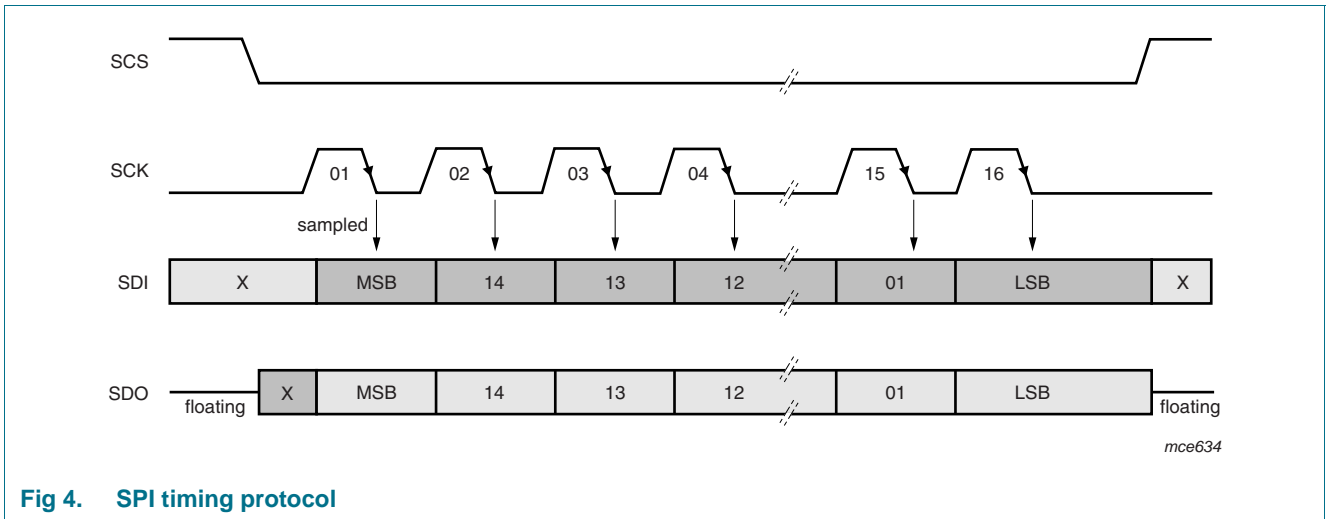 SCS
SCK 01 02 03 04 15 16
sampled
SDI X MSB 14 13 12 01 LSB X
SDO floating X MSB 14 13 12 01 LSB floating
mce634
Fig 4. SPI timing protocol